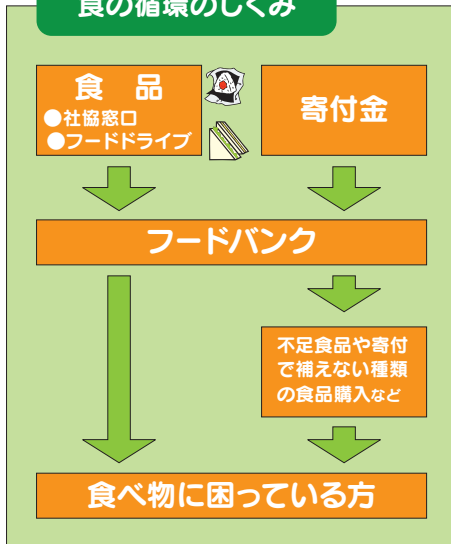 食の循環のしくみ
食　品
●社協窓口
●フードドライブ
寄付金
フードバンク
不足食品や寄付
で補えない種類
の食品購入など
食べ物に困っている方